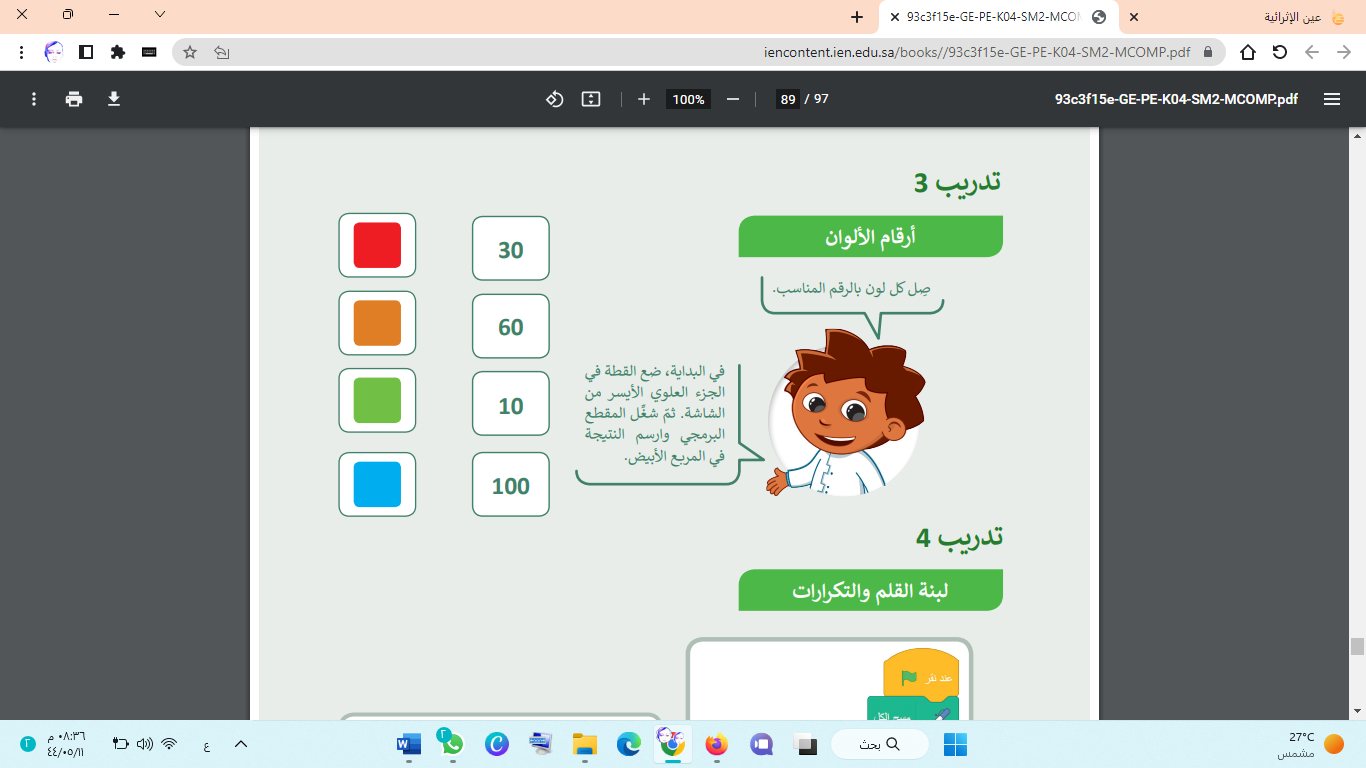 عين الإثرائية
93c3f15e-GE-PE-K04-SM2-MCOM
iencontent.ien.edu.sa/books//93c3f15e-GE-PE-K04-SM2-MCOMP.pdf
93c3f15e-GE-PE-K04-SM2-MCOMP.pdf
89 / 97
100%
تدريب 3
أرقام الألوان
صِل كل لون بالرقم المناسب.
في البداية، ضع القطة في
الجزء العلوي الأيسر من
الشاشة. ثمّ شغّل المقطع
البرمجي وارسم النتيجة
في المربع الأبيض.
30
60
10
100
تدريب 4
لبنة القلم والتكرارات
عند نقر
مسح الكل
27°C
مشمس
بحث
ع
٠٨:٣٦ م
٤٤/٠٥/١١
٢
٢